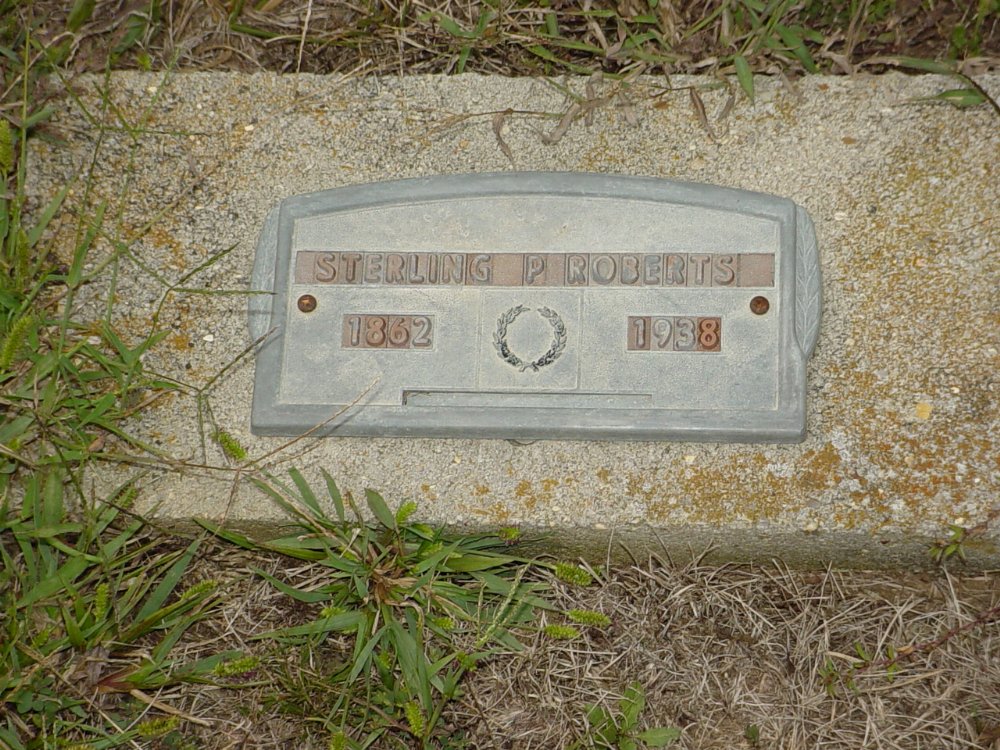 STERLING P ROBERTS
1862 1938